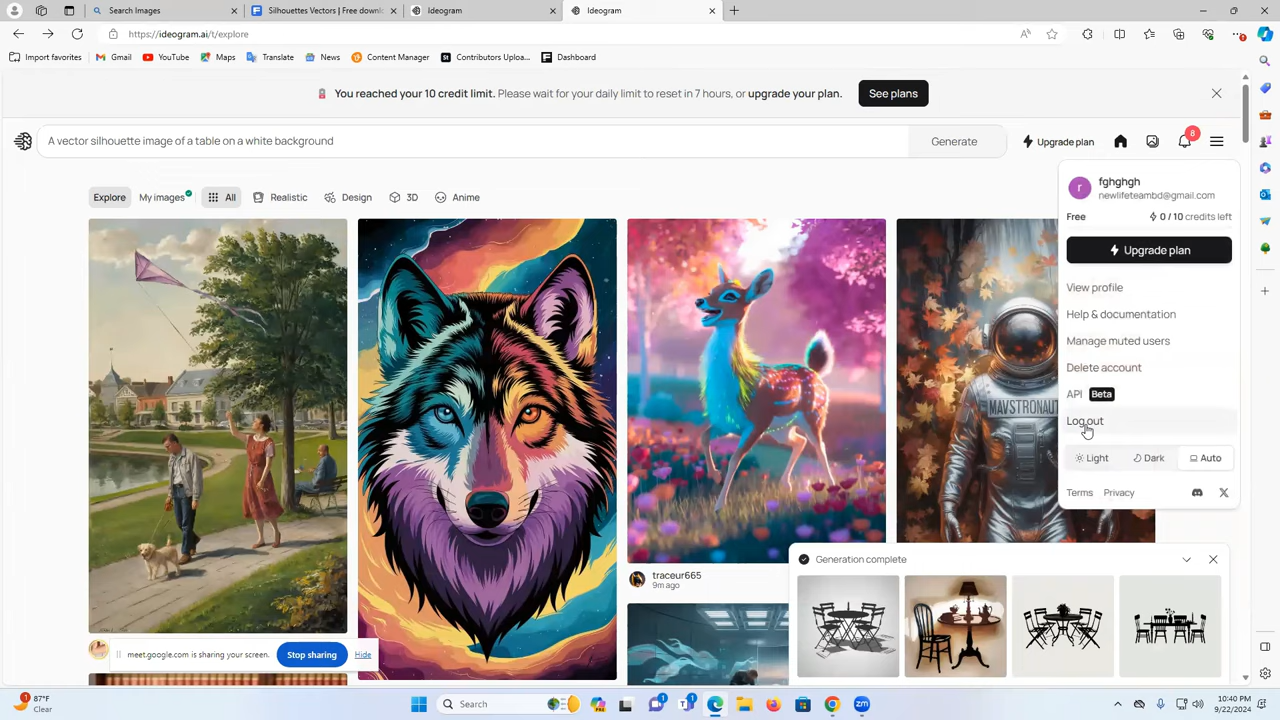 Search Images
Silhouettes Vectors | Free downl
Ideogram
Ideogram
https://ideogram.ai/t/explore
Import favorites
Gmail
YouTube
Maps
Translate
News
Content Manager
Contributors Uploa...
Dashboard
You reached your 10 credit limit. Please wait for your daily limit to reset in 7 hours, or upgrade your plan.
See plans
A vector silhouette image of a table on a white background
Generate
Upgrade plan
8
Explore
My images
All
Realistic
Design
3D
Anime
r
fghghgh
newlifeteambd@gmail.com
Free
0 / 10 credits left
Upgrade plan
View profile
Help & documentation
Manage muted users
Delete account
API
Beta
Log out
Light
Dark
Auto
Terms
Privacy
MAVSTRONAUT
traceur665
9m ago
Generation complete
meet.google.com is sharing your screen.
Stop sharing
Hide
1
87°F
Clear
Search
1
1
10:40 PM
9/22/2024